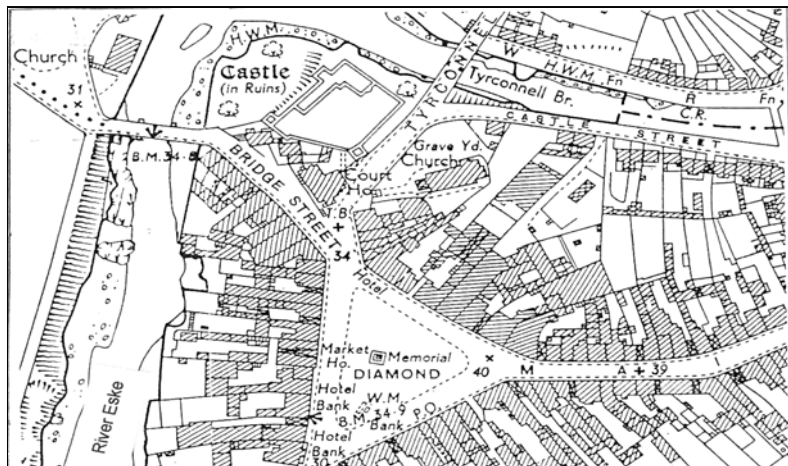 Church
31
B.M.34·8
H.W.M.
Castle
(in Ruins)
TYRCONNEL
W
H.W.M.
Fn
R
Fn
C.R.
Tyrconnell Br.
CASTLE STREET
Grave Yd.
Church
Court
Ho.
BRIDGE STREET
T.B.
34
Hotel
Market
Ho.
Memorial
DIAMOND
40
M
A
39
I
Hotel
Bank
W.M.
B.M.
34·9
Bank
P
O
Hotel
Bank
30
River Eske